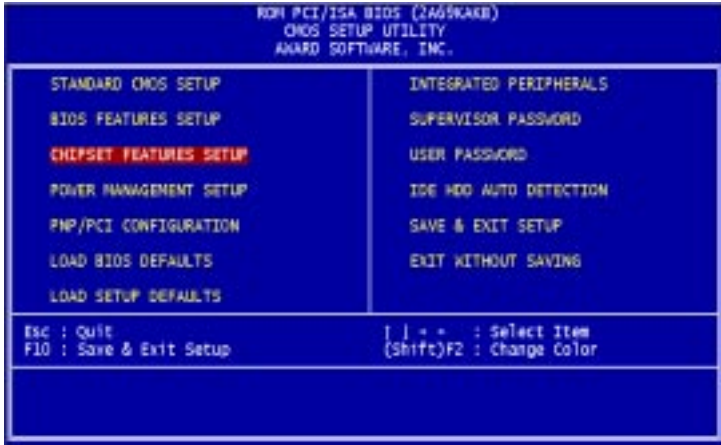 ROM PCI/ISA BIOS (2A69KAKB)
CMOS SETUP UTILITY
AWARD SOFTWARE, INC.
STANDARD CMOS SETUP
BIOS FEATURES SETUP
CHIPSET FEATURES SETUP
POWER MANAGEMENT SETUP
PNP/PCI CONFIGURATION
LOAD BIOS DEFAULTS
LOAD SETUP DEFAULTS
INTEGRATED PERIPHERALS
SUPERVISOR PASSWORD
USER PASSWORD
IDE HDD AUTO DETECTION
SAVE & EXIT SETUP
EXIT WITHOUT SAVING
Esc : Quit
F10 : Save & Exit Setup
: Select Item
(Shift)F2 : Change Color